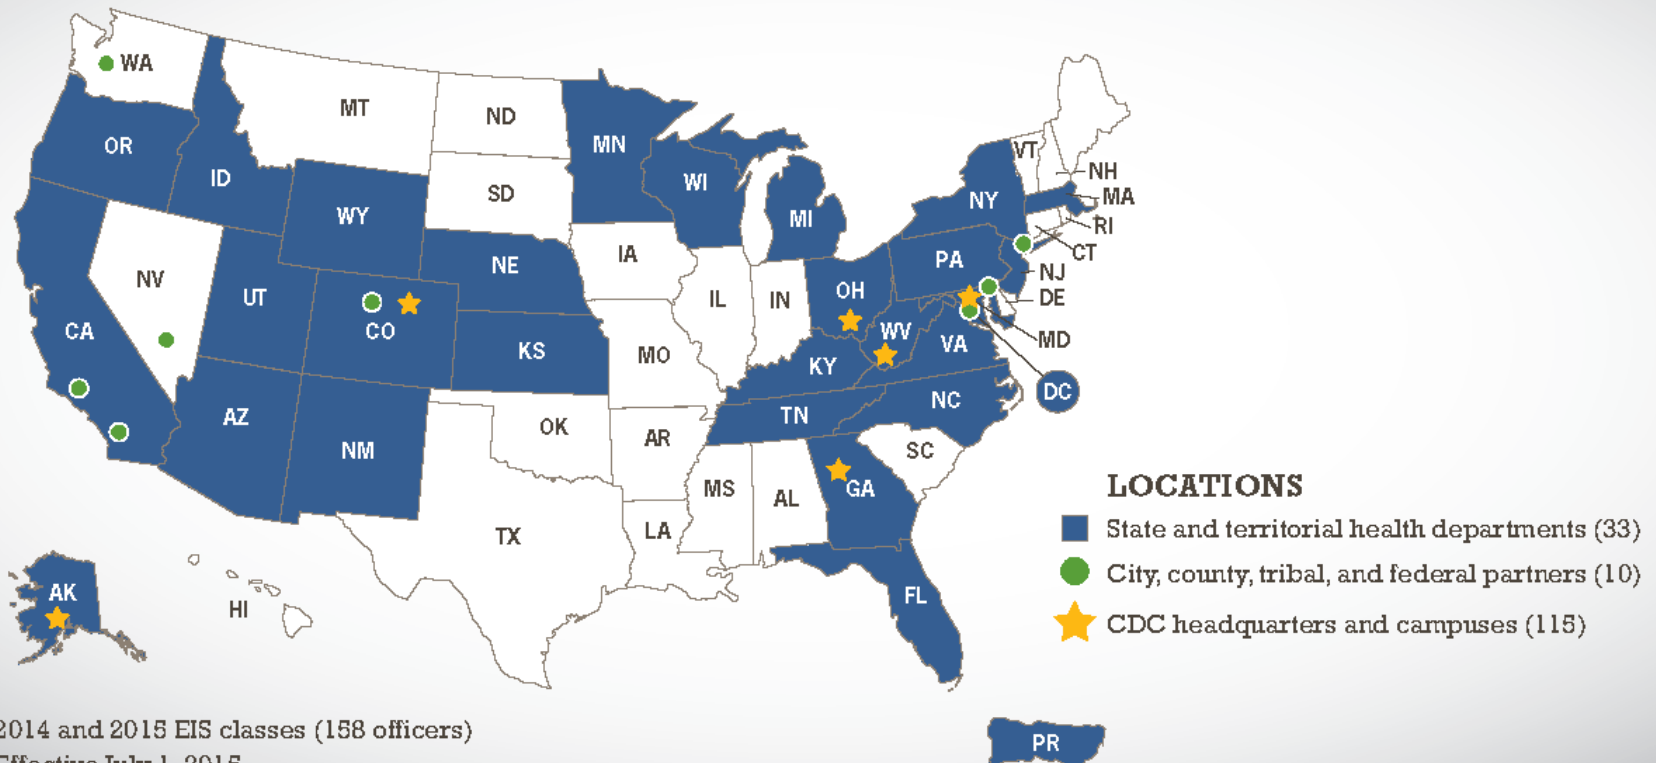 WA
MT
ND
MN
OR
ID
SD
WI
WY
MI
VT
NH
MA
NY
RI
CT
IA
NE
PA
NJ
NV
UT
IL
IN
OH
DE
CA
CO
KS
MO
KY
WV
VA
MD
DC
AZ
NM
OK
AR
TN
NC
SC
MS
AL
GA
TX
LA
FL
AK
HI
PR
LOCATIONS
State and territorial health departments (33)
City, county, tribal, and federal partners (10)
CDC headquarters and campuses (115)
2014 and 2015 EIS classes (158 officers)